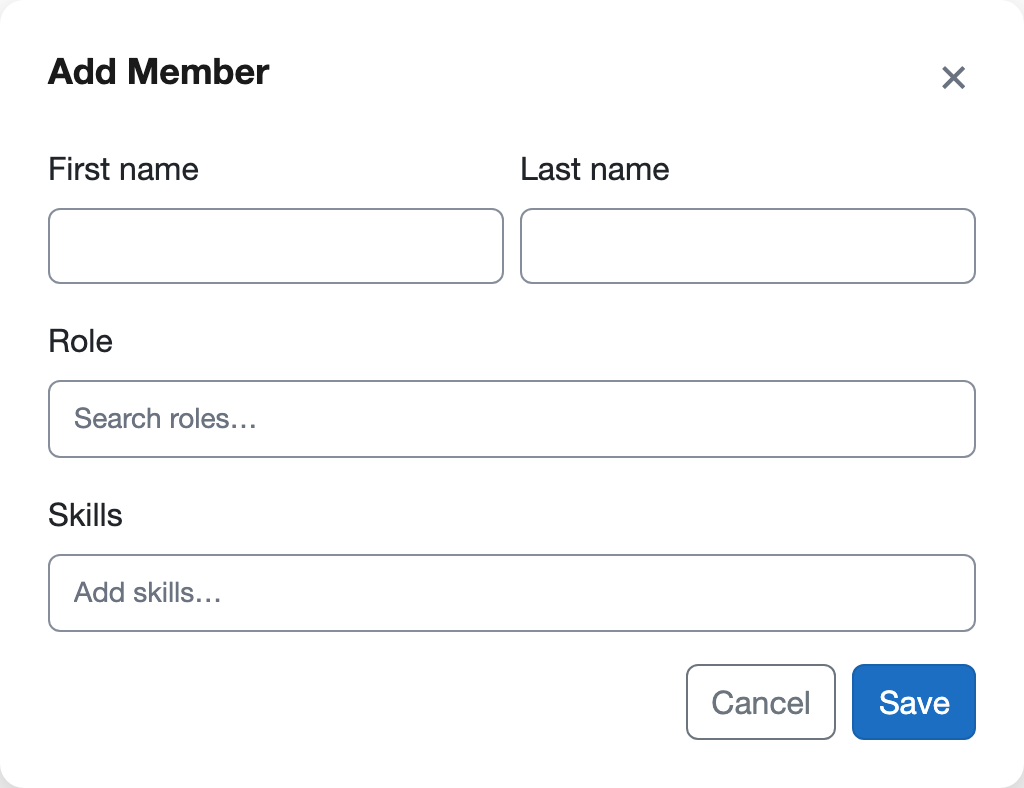 Add Member
First name
Last name
Role
Search roles…
Skills
Add skills…
Cancel
Save